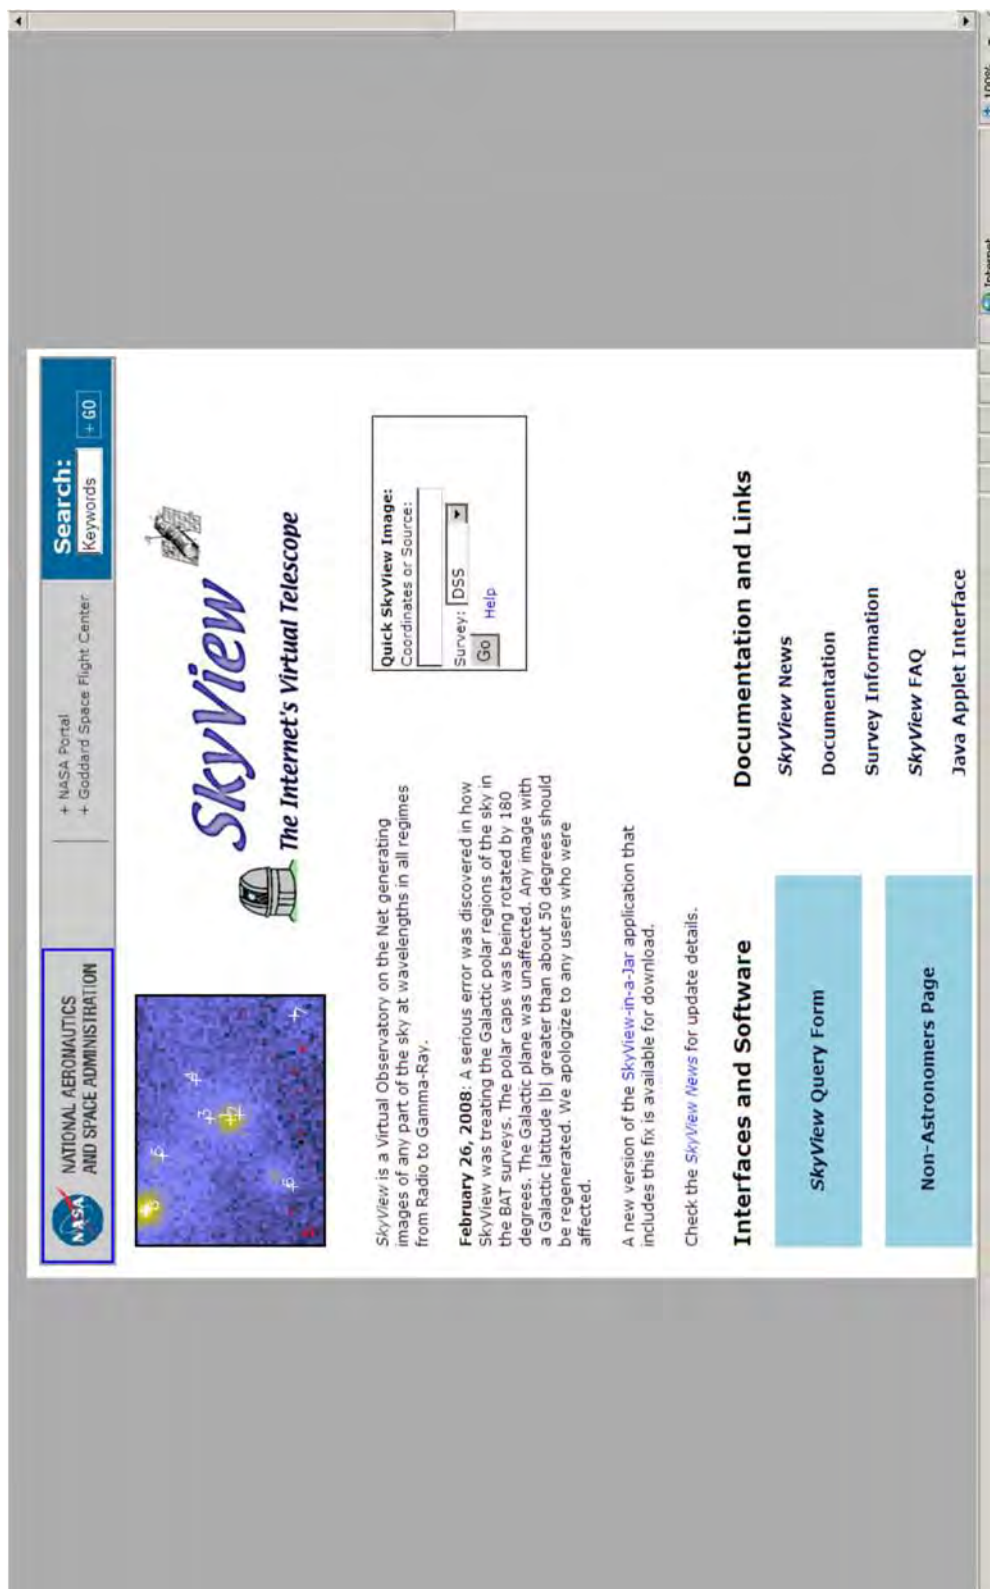 NASA
NATIONAL AERONAUTICS
AND SPACE ADMINISTRATION
+ NASA Portal
+ Goddard Space Flight Center
Search:
Keywords
+ GO
SkyView
The Internet's Virtual Telescope
SkyView is a Virtual Observatory on the Net generating
images of any part of the sky at wavelengths in all regimes
from Radio to Gamma-Ray.
Quick SkyView Image:
Coordinates or Source:
Survey: DSS
Go Help
February 26, 2008: A serious error was discovered in how
SkyView was treating the Galactic polar regions of the sky in
the BAT surveys. The polar caps was being rotated by 180
degrees. The Galactic plane was unaffected. Any image with
a Galactic latitude |b| greater than about 50 degrees should
be regenerated. We apologize to any users who were
affected.
A new version of the SkyView-in-a-Jar application that
includes this fix is available for download.
Check the SkyView News for update details.
Interfaces and Software
SkyView Query Form
Non-Astronomers Page
Documentation and Links
SkyView News
Documentation
Survey Information
SkyView FAQ
Java Applet Interface
Internet
100%